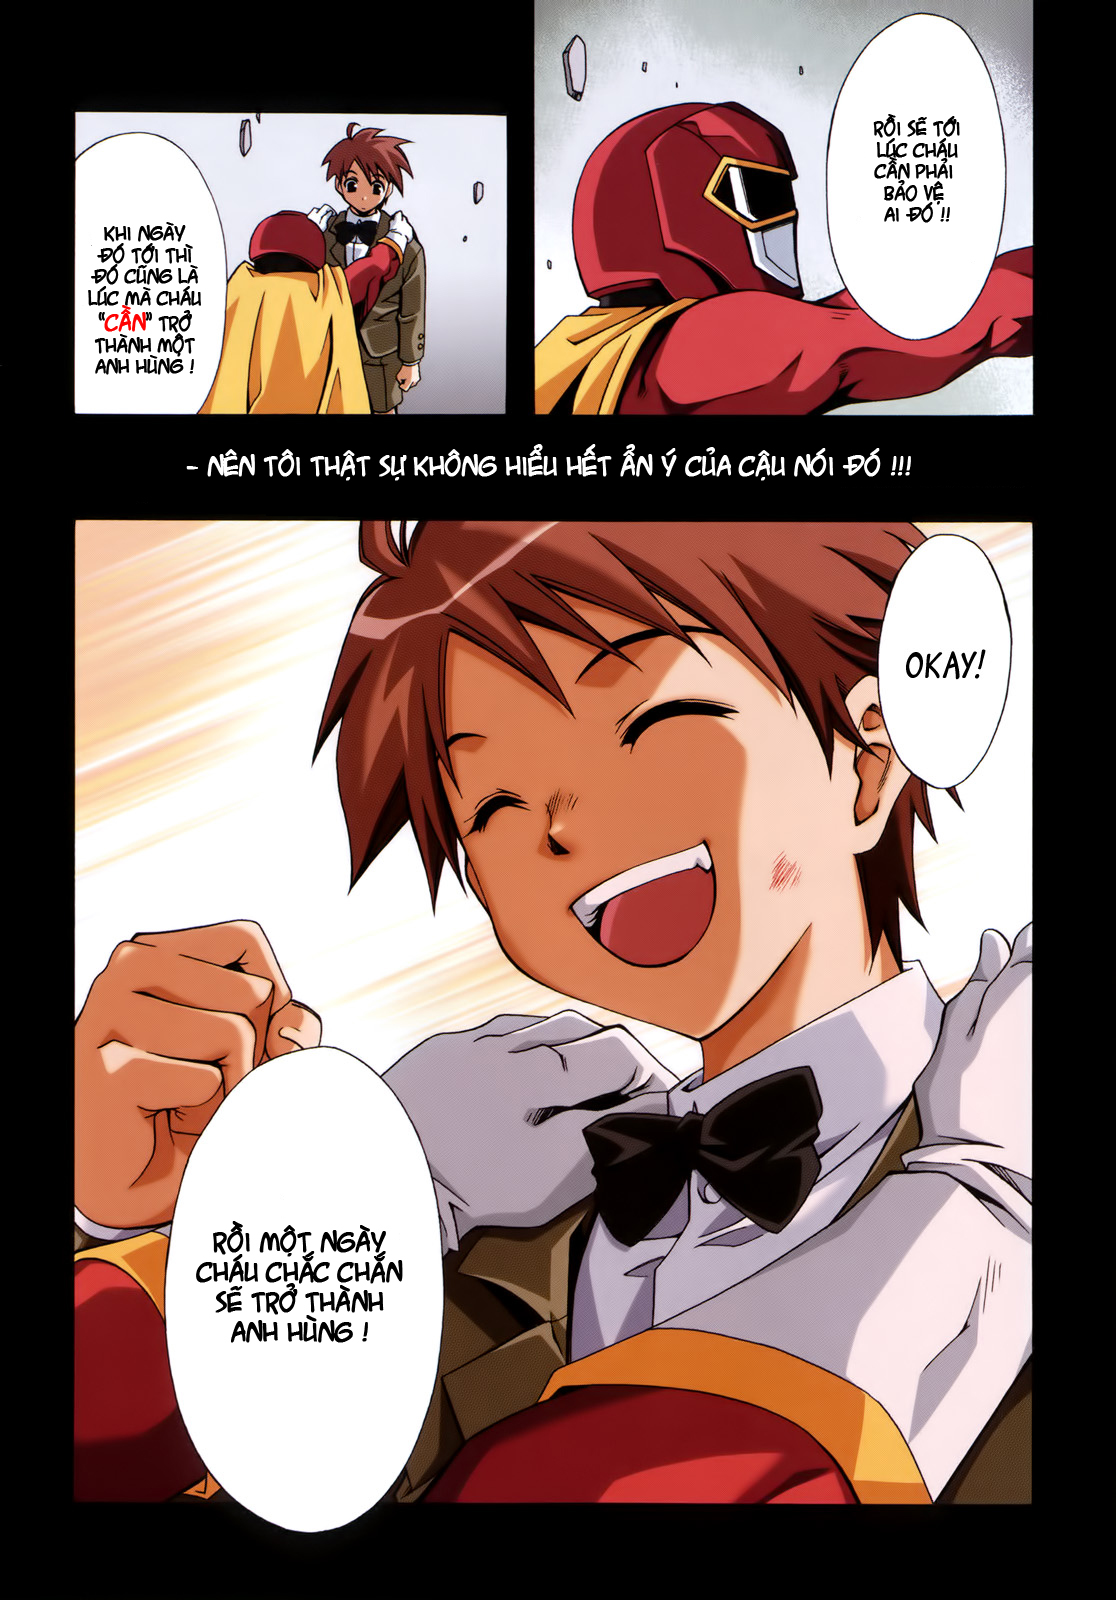 RỒI SẼ TỚI
LÚC CHÁU
CẦN PHẢI
BẢO VỆ
AI ĐÓ !!
KHI NGÀY
ĐÓ TỚI THÌ
ĐÓ CŨNG LÀ
LÚC MÀ CHÁU
"CẦN" TRỞ
THÀNH MỘT
ANH HÙNG !
- NÊN TÔI THẬT SỰ KHÔNG HIỂU HẾT ẨN Ý CỦA CẬU NÓI ĐÓ !!!
OKAY!
RỒI MỘT NGÀY
CHÁU CHẮC CHẮN
SẼ TRỞ THÀNH
ANH HÙNG !